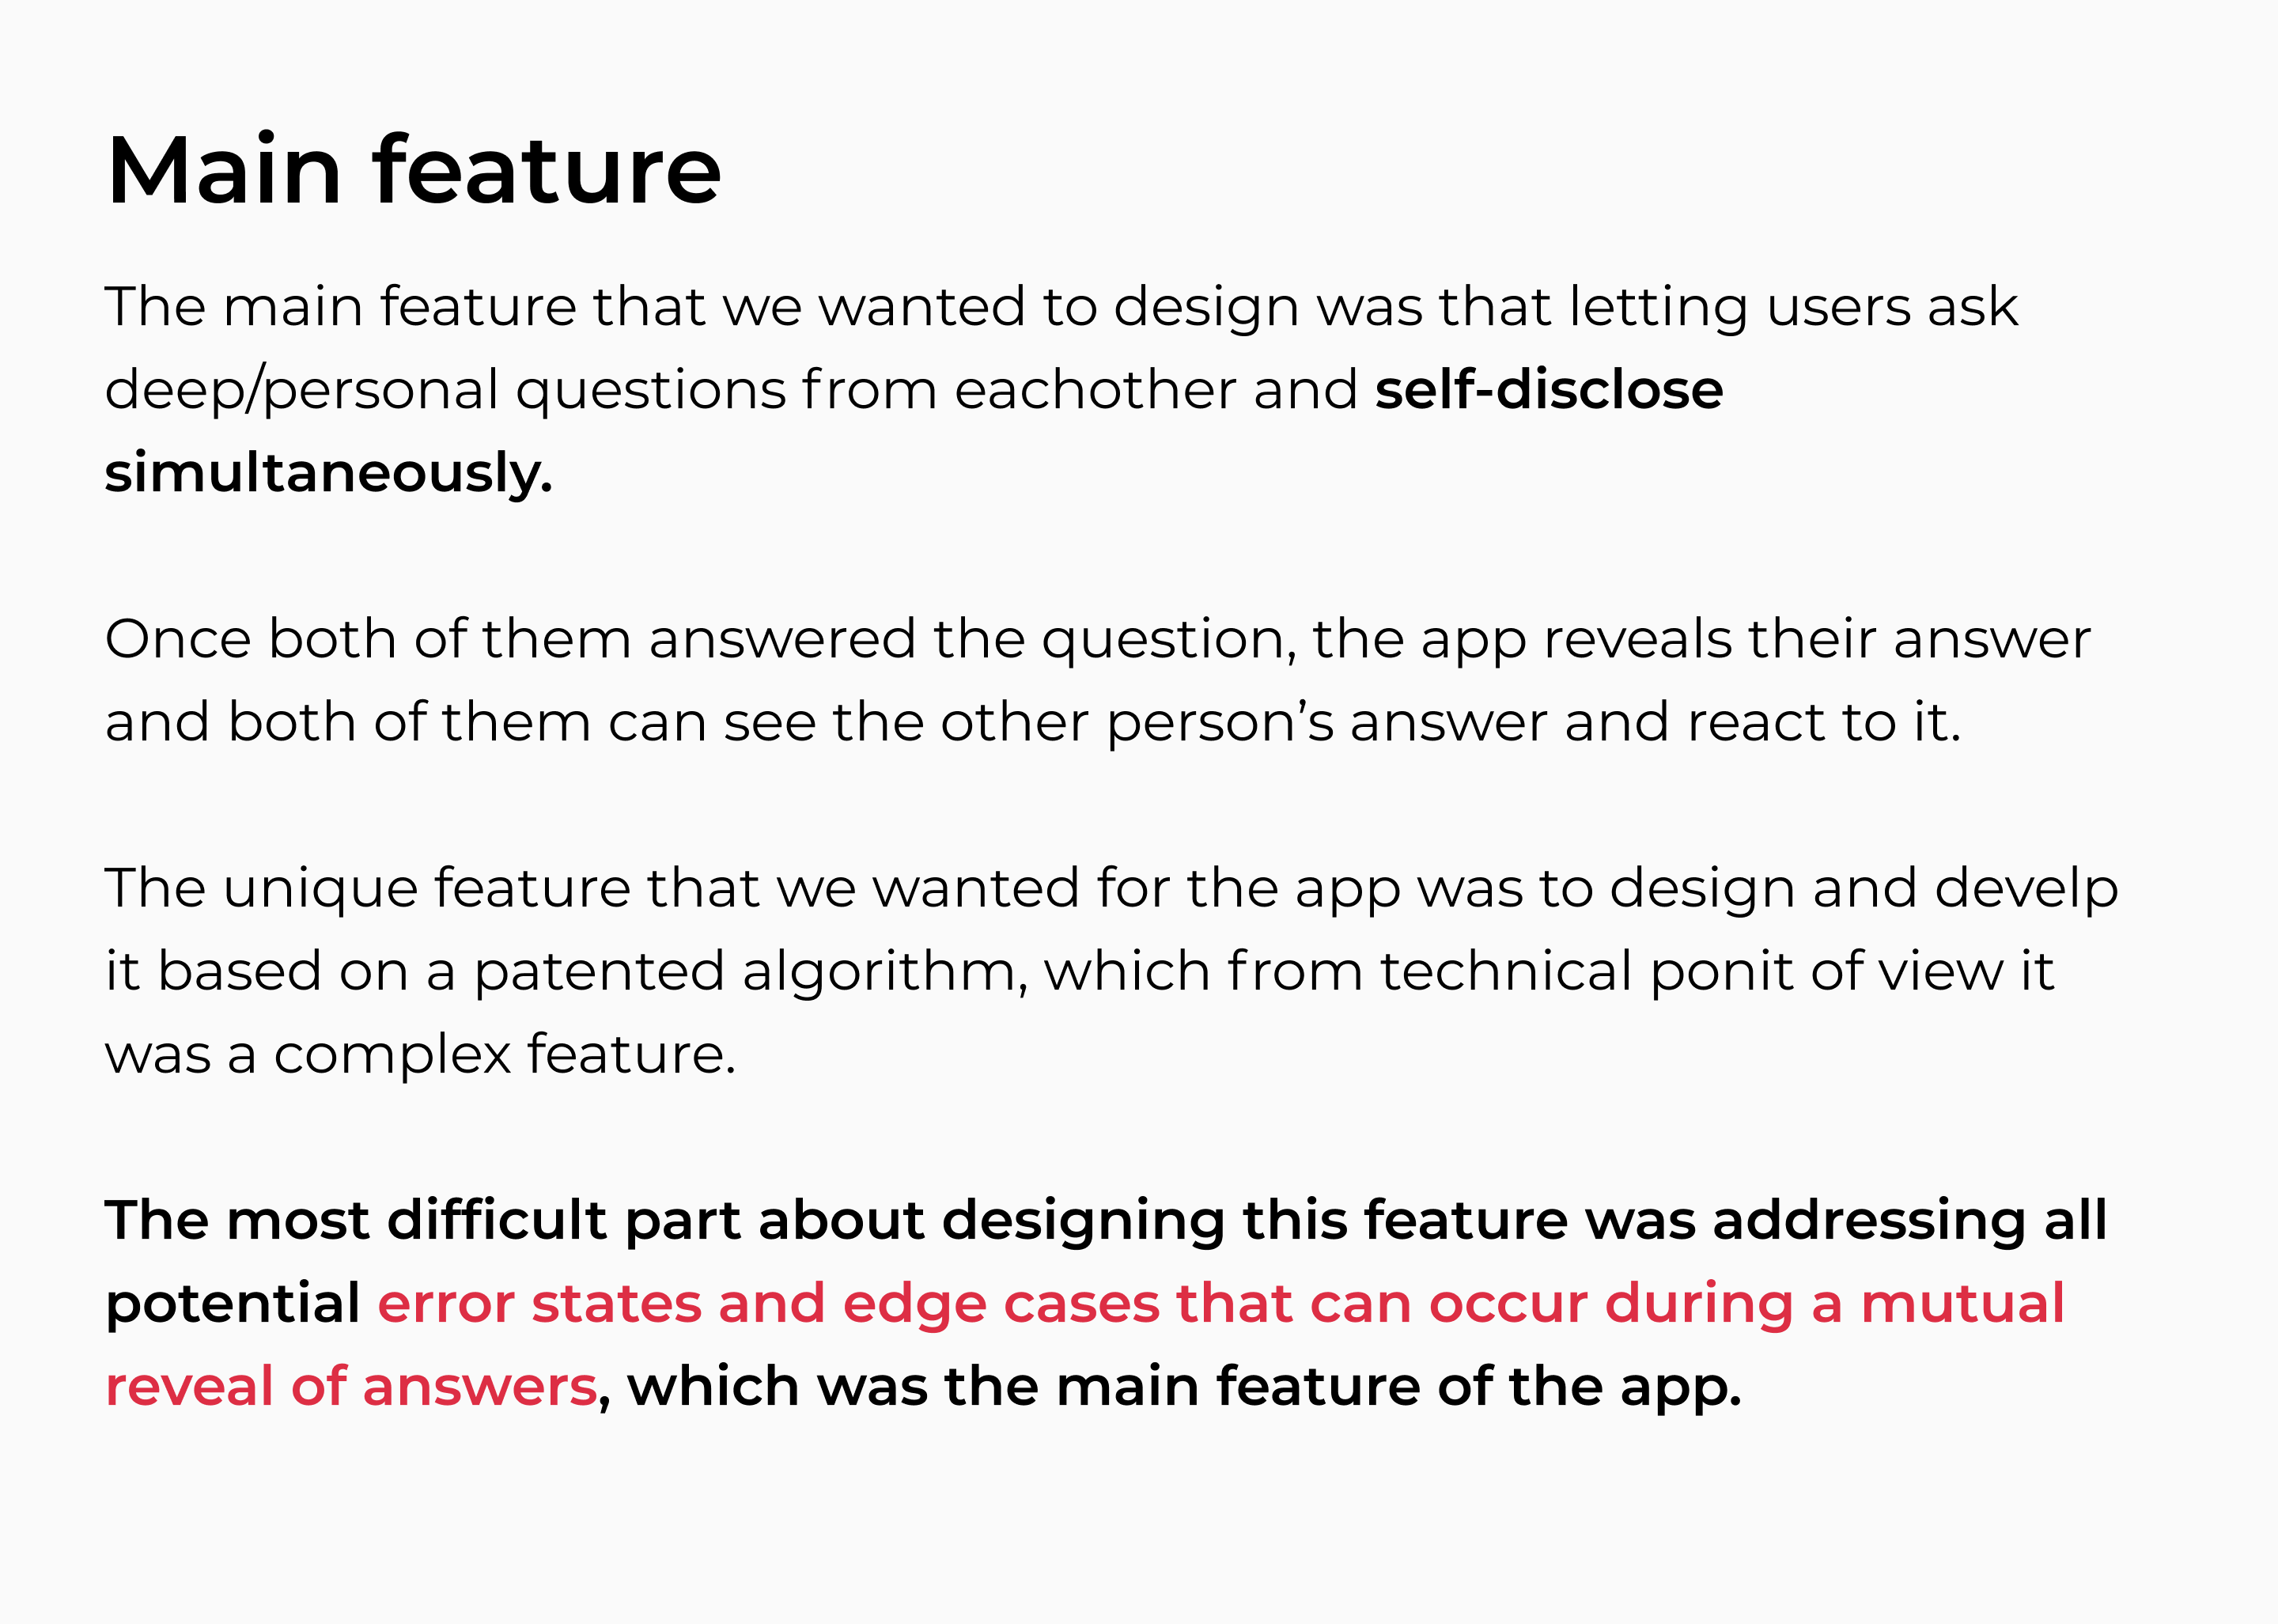 Main feature
The main feature that we wanted to design was that letting users ask
deep/personal questions from eachother and self-disclose
simultaneously.
Once both of them answered the question, the app reveals their answer
and both of them can see the other person’s answer and react to it.
The unique feature that we wanted for the app was to design and develp
it based on a patented algorithm, which from technical ponit of view it
was a complex feature.
The most difficult part about designing this feature was addressing all
potential error states and edge cases that can occur during a mutual
reveal of answers, which was the main feature of the app.